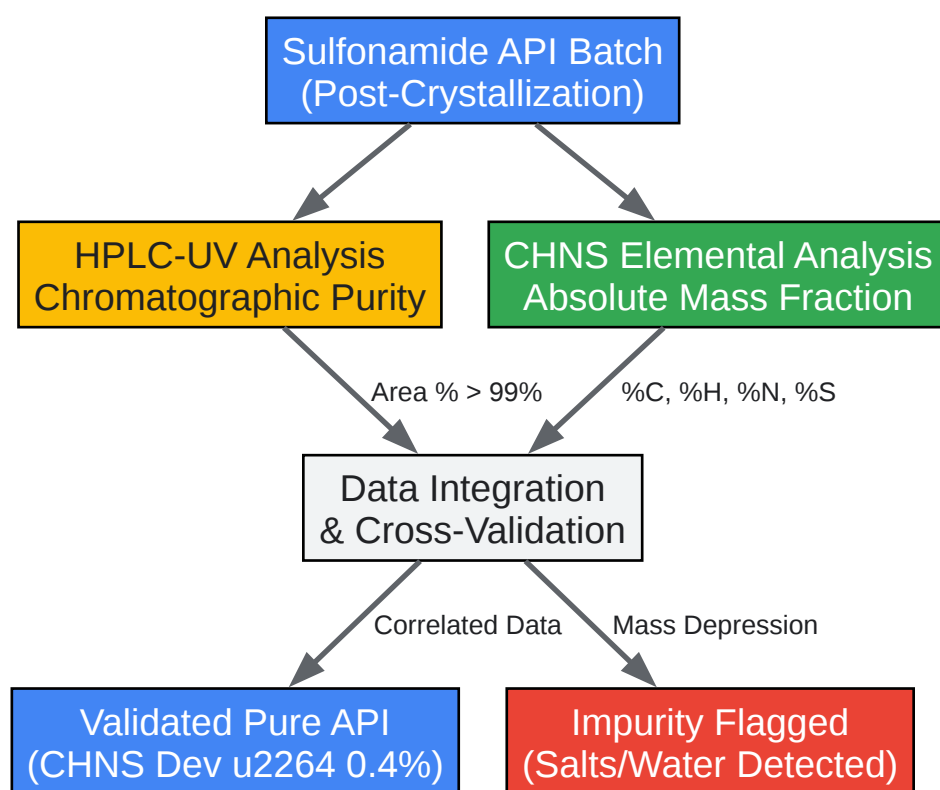 Sulfonamide API Batch
(Post-Crystallization)
HPLC-UV Analysis
Chromatographic Purity
CHNS Elemental Analysis
Absolute Mass Fraction
Area % > 99%
%C, %H, %N, %S
Data Integration
& Cross-Validation
Correlated Data
Mass Depression
Validated Pure API
(CHNS Dev u2264 0.4%)
Impurity Flagged
(Salts/Water Detected)